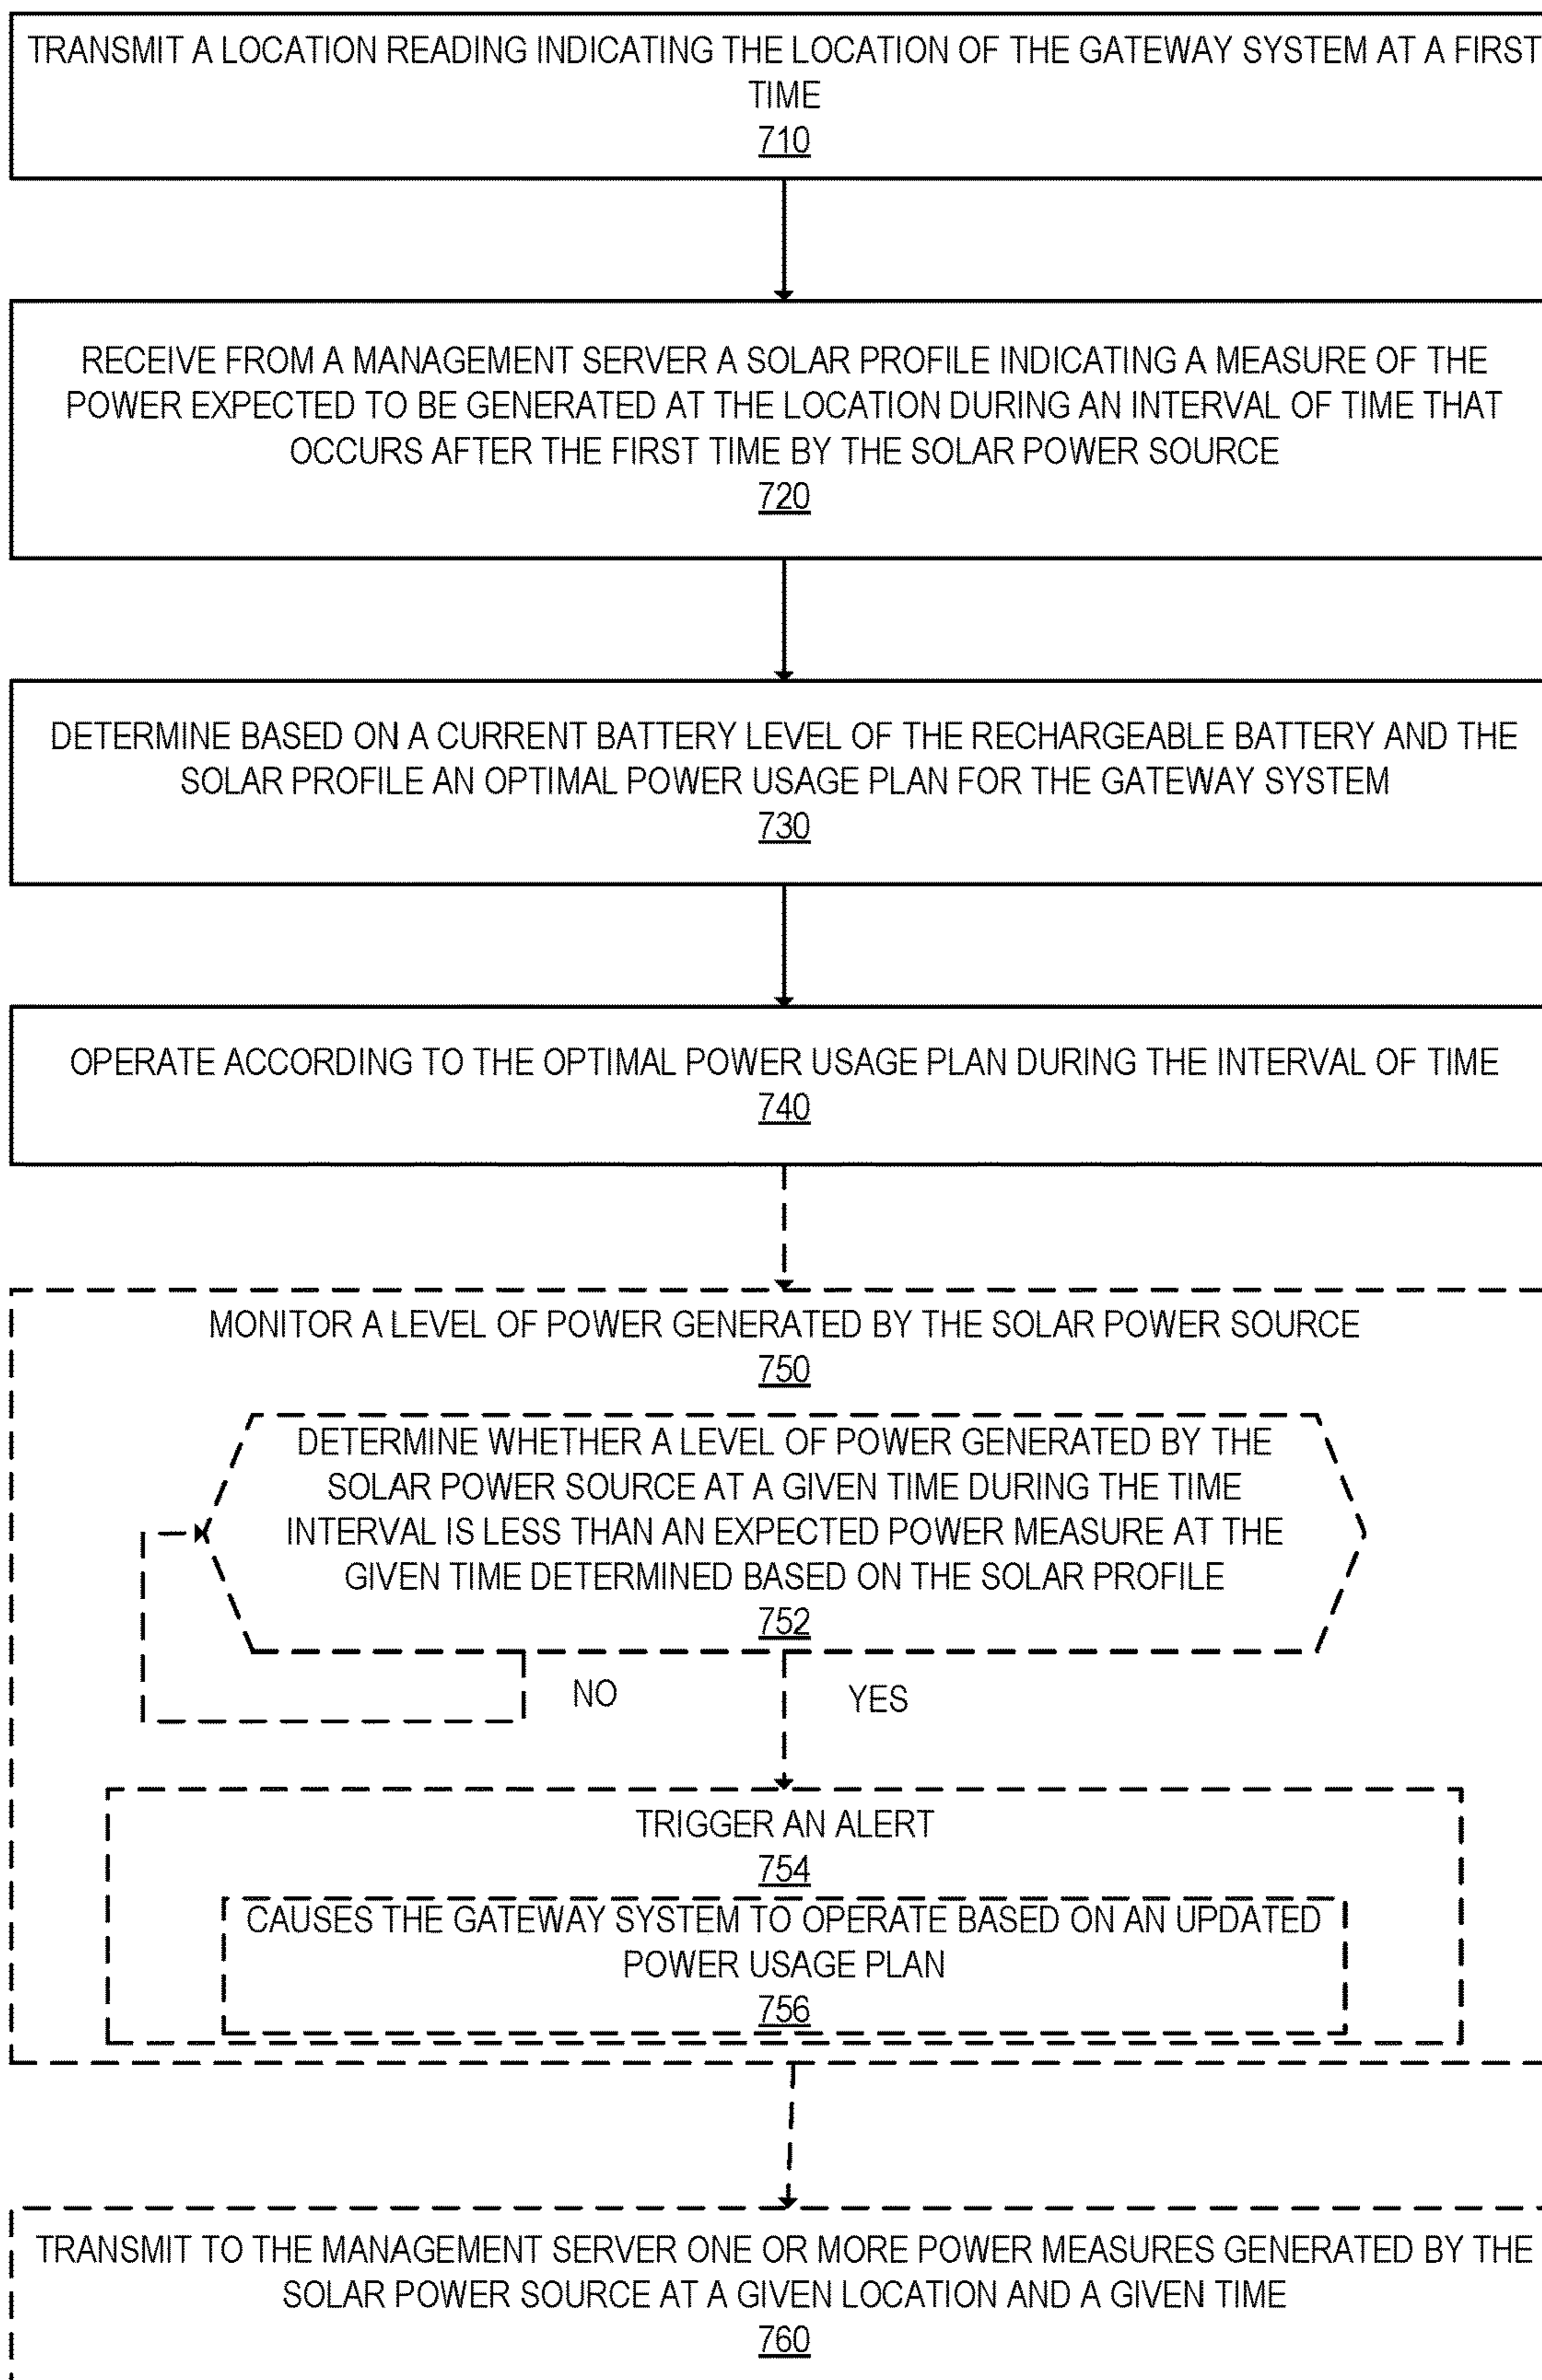 TRANSMIT A LOCATION READING INDICATING THE LOCATION OF THE GATEWAY SYSTEM AT A FIRST
TIME
710
RECEIVE FROM A MANAGEMENT SERVER A SOLAR PROFILE INDICATING A MEASURE OF THE
POWER EXPECTED TO BE GENERATED AT THE LOCATION DURING AN INTERVAL OF TIME THAT
OCCURS AFTER THE FIRST TIME BY THE SOLAR POWER SOURCE
720
DETERMINE BASED ON A CURRENT BATTERY LEVEL OF THE RECHARGEABLE BATTERY AND THE
SOLAR PROFILE AN OPTIMAL POWER USAGE PLAN FOR THE GATEWAY SYSTEM
730
OPERATE ACCORDING TO THE OPTIMAL POWER USAGE PLAN DURING THE INTERVAL OF TIME
740
MONITOR A LEVEL OF POWER GENERATED BY THE SOLAR POWER SOURCE
750
DETERMINE WHETHER A LEVEL OF POWER GENERATED BY THE
SOLAR POWER SOURCE AT A GIVEN TIME DURING THE TIME
INTERVAL IS LESS THAN AN EXPECTED POWER MEASURE AT THE
GIVEN TIME DETERMINED BASED ON THE SOLAR PROFILE
752
NO
YES
TRIGGER AN ALERT
754
CAUSES THE GATEWAY SYSTEM TO OPERATE BASED ON AN UPDATED
POWER USAGE PLAN
756
TRANSMIT TO THE MANAGEMENT SERVER ONE OR MORE POWER MEASURES GENERATED BY THE
SOLAR POWER SOURCE AT A GIVEN LOCATION AND A GIVEN TIME
760